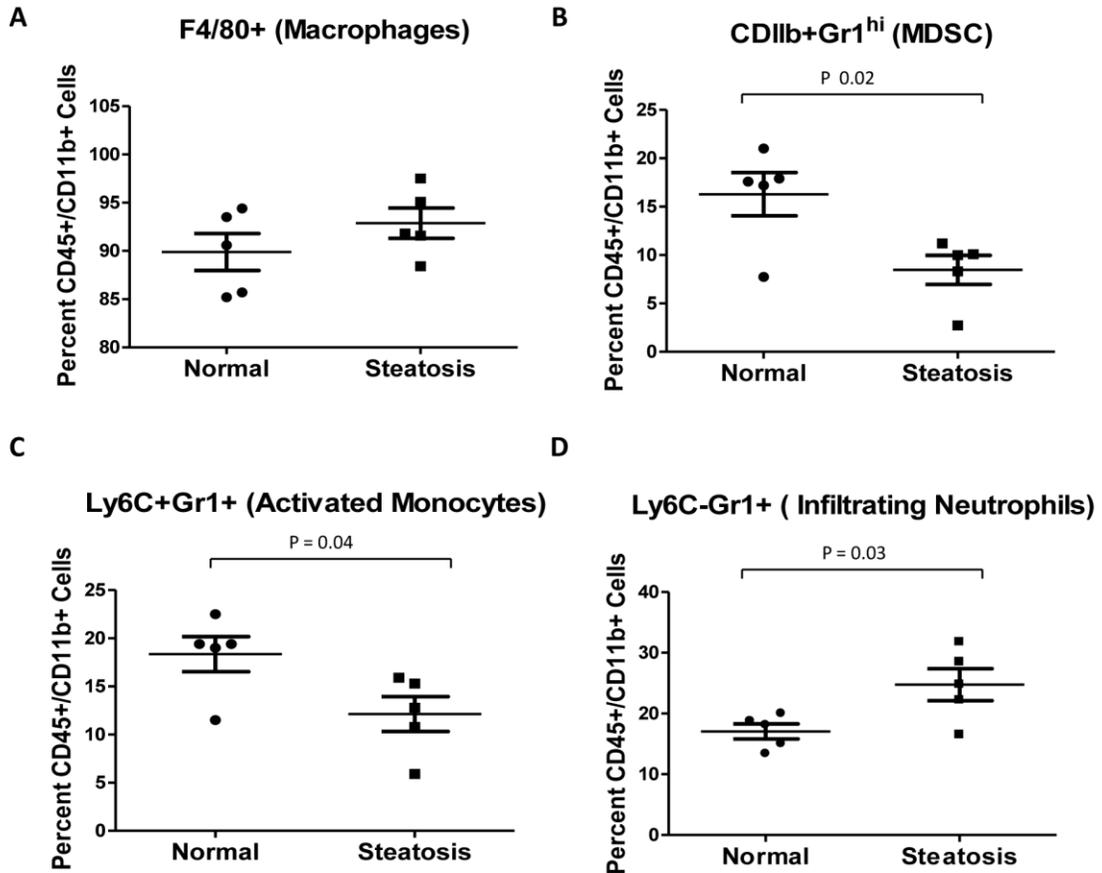 A
F4/80+ (Macrophages)
Percent CD45+/CD11b+ Cells
105
100
95
90
85
80
Normal Steatosis
B
CDIIb+Gr1hi (MDSC)
P 0.02
Percent CD45+/CD11b+ Cells
25
20
15
10
5
0
Normal Steatosis
C
Ly6C+Gr1+ (Activated Monocytes)
P = 0.04
Percent CD45+/CD11b+ Cells
25
20
15
10
5
0
Normal Steatosis
D
Ly6C-Gr1+ ( Infiltrating Neutrophils)
P = 0.03
Percent CD45+/CD11b+ Cells
40
30
20
10
0
Normal Steatosis